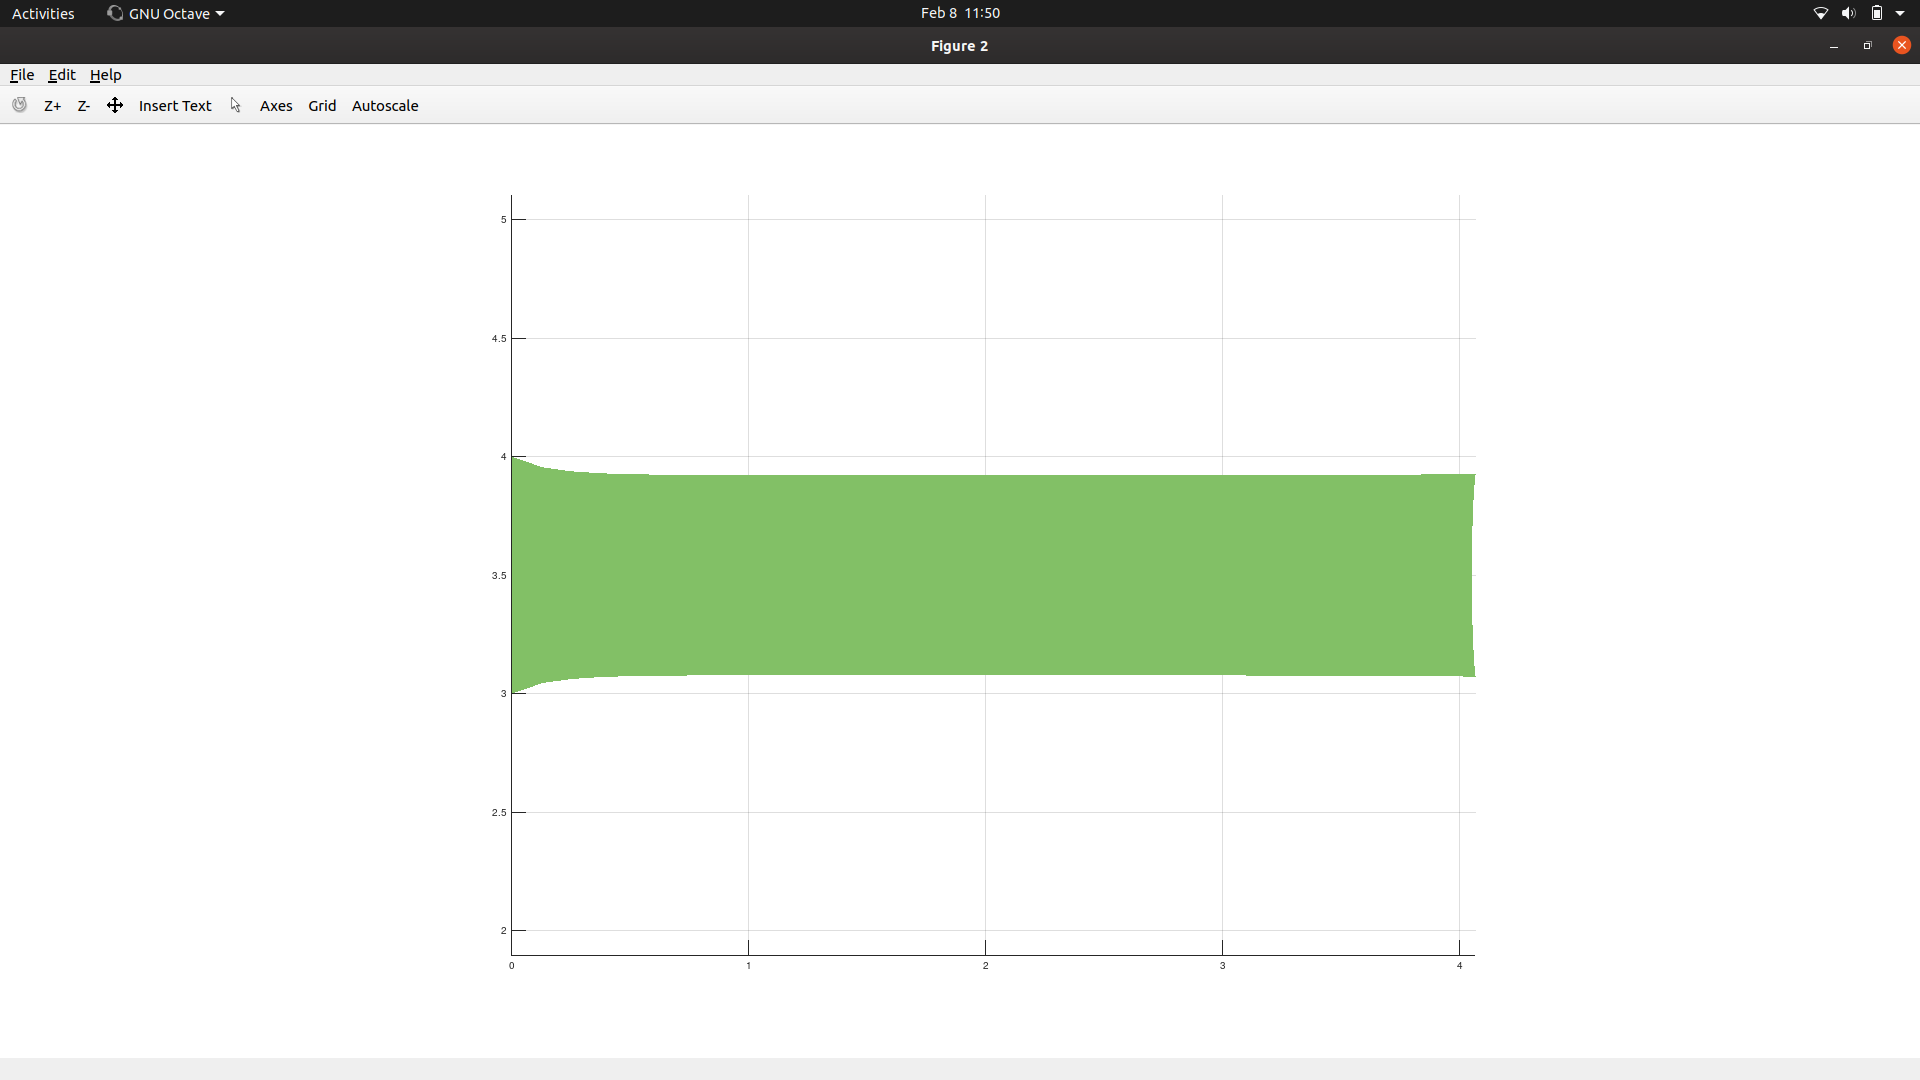 Activities GNU Octave Feb 8 11:50
Figure 2
File Edit Help
Z+ Z- Insert Text Axes Grid Autoscale
5
4.5
4
3.5
3
2.5
2
0 1 2 3 4